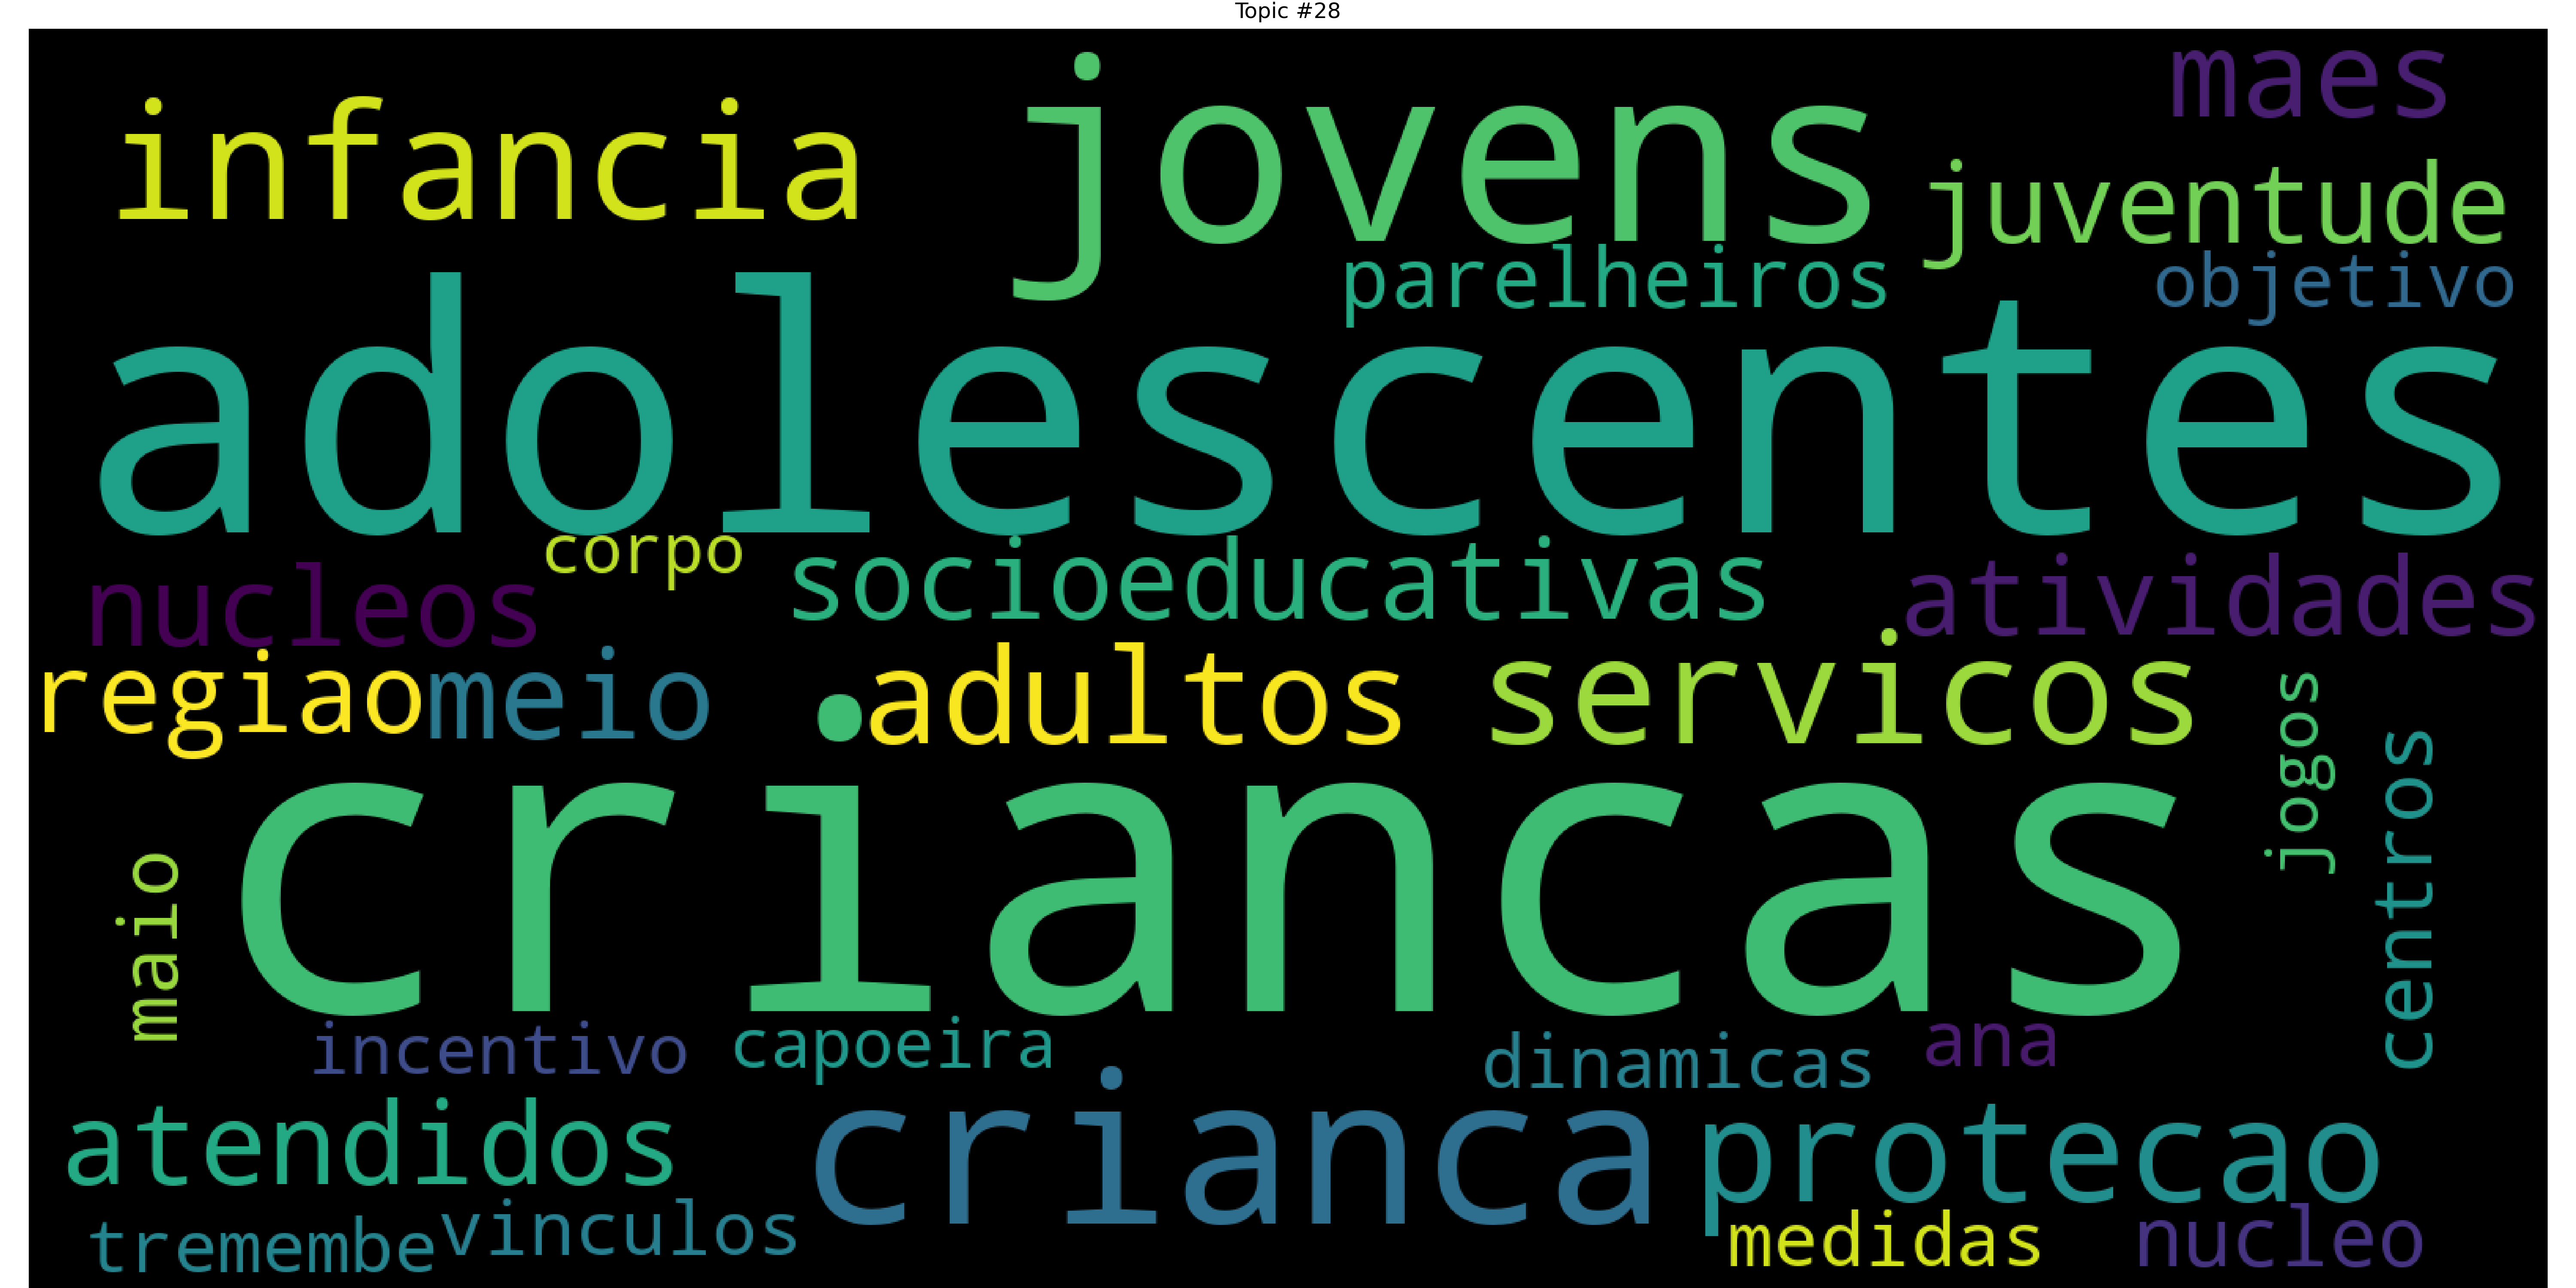 Topic #28
maes
infancia jovens
juventude
parelheiros objetivo
adolescentes
corpo
nucleos socioeducativas atividades
regiao meio adultos servicos
jogos
centros
criancas
maio
incentivo capoeira dinamicas ana
atendidos crianca protecao
tremembe vinculos medidas nucleo